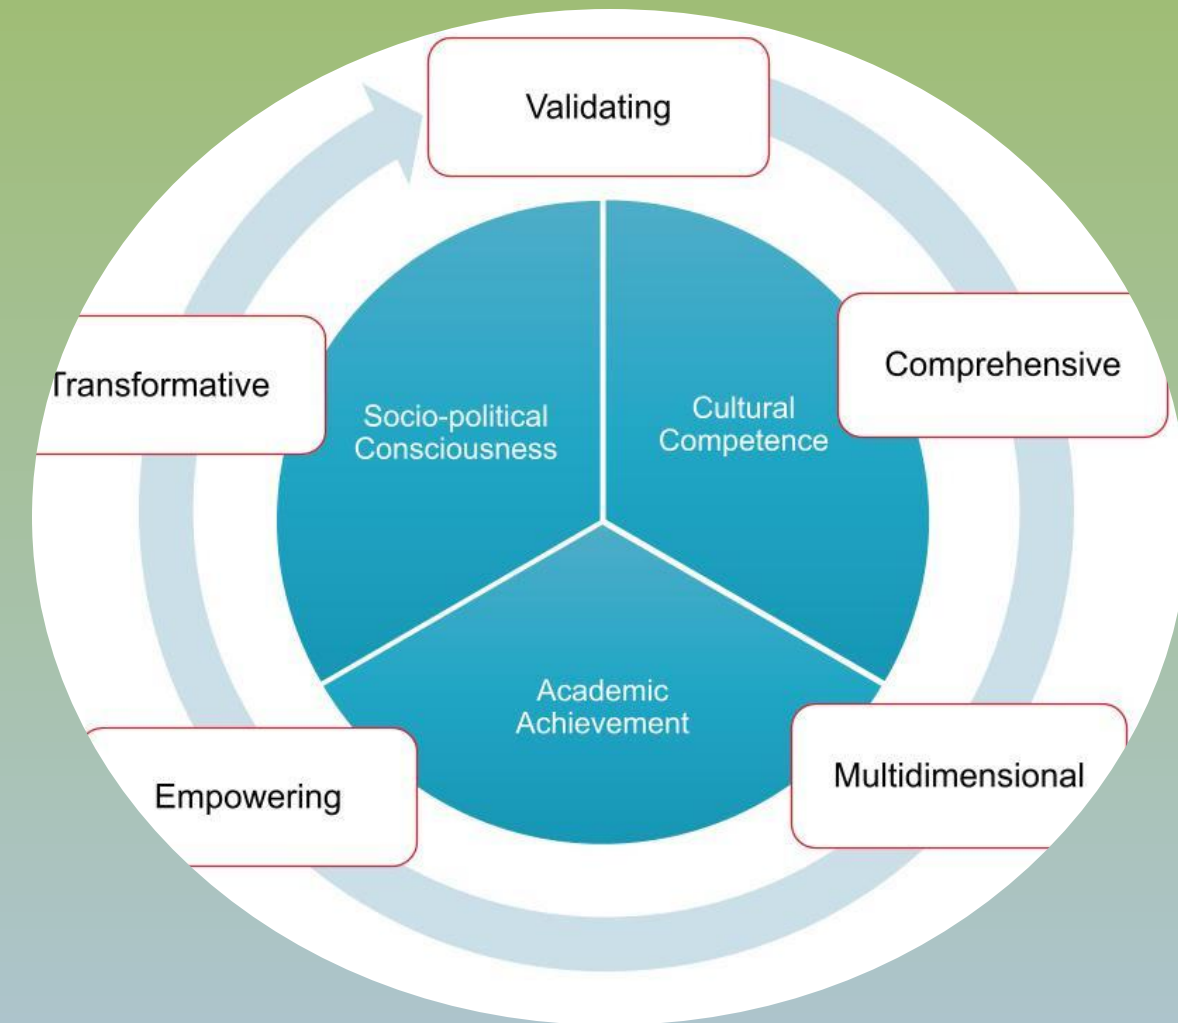 Validating
Comprehensive
Transformative
Cultural
Competence
Socio-political
Consciousness
Academic
Achievement
Multidimensional
Empowering